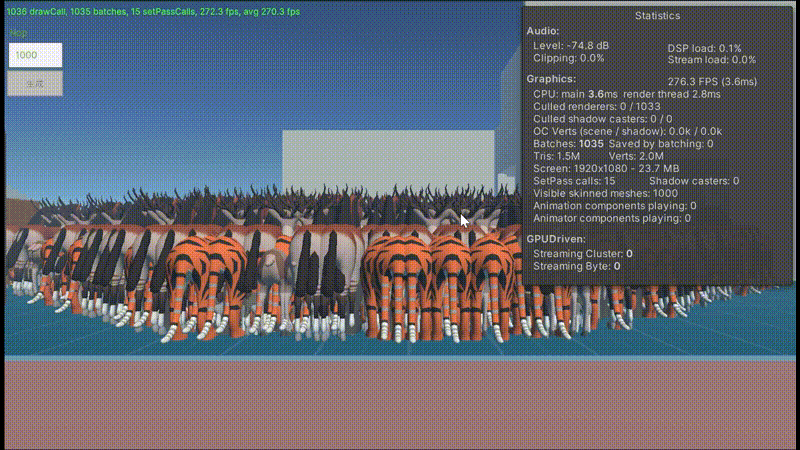 1036 drawCall, 1035 batches, 15 setPassCalls, 272.3 fps, avg 270.3 fps
Hop
1000
生成
Statistics
Audio:
Level: -74.8 dB
DSP load: 0.1%
Clipping: 0.0%
Stream load: 0.0%
Graphics:
276.3 FPS (3.6ms)
CPU: main 3.6ms render thread 2.8ms
Culled renderers: 0 / 1033
Culled shadow casters: 0 / 0
OC Verts (scene / shadow): 0.0k / 0.0k
Batches: 1035 Saved by batching: 0
Tris: 1.5M Verts: 2.0M
Screen: 1920x1080 - 23.7 MB
SetPass calls: 15 Shadow casters: 0
Visible skinned meshes: 1000
Animation components playing: 0
Animator components playing: 0
GPUDriven:
Streaming Cluster: 0
Streaming Byte: 0